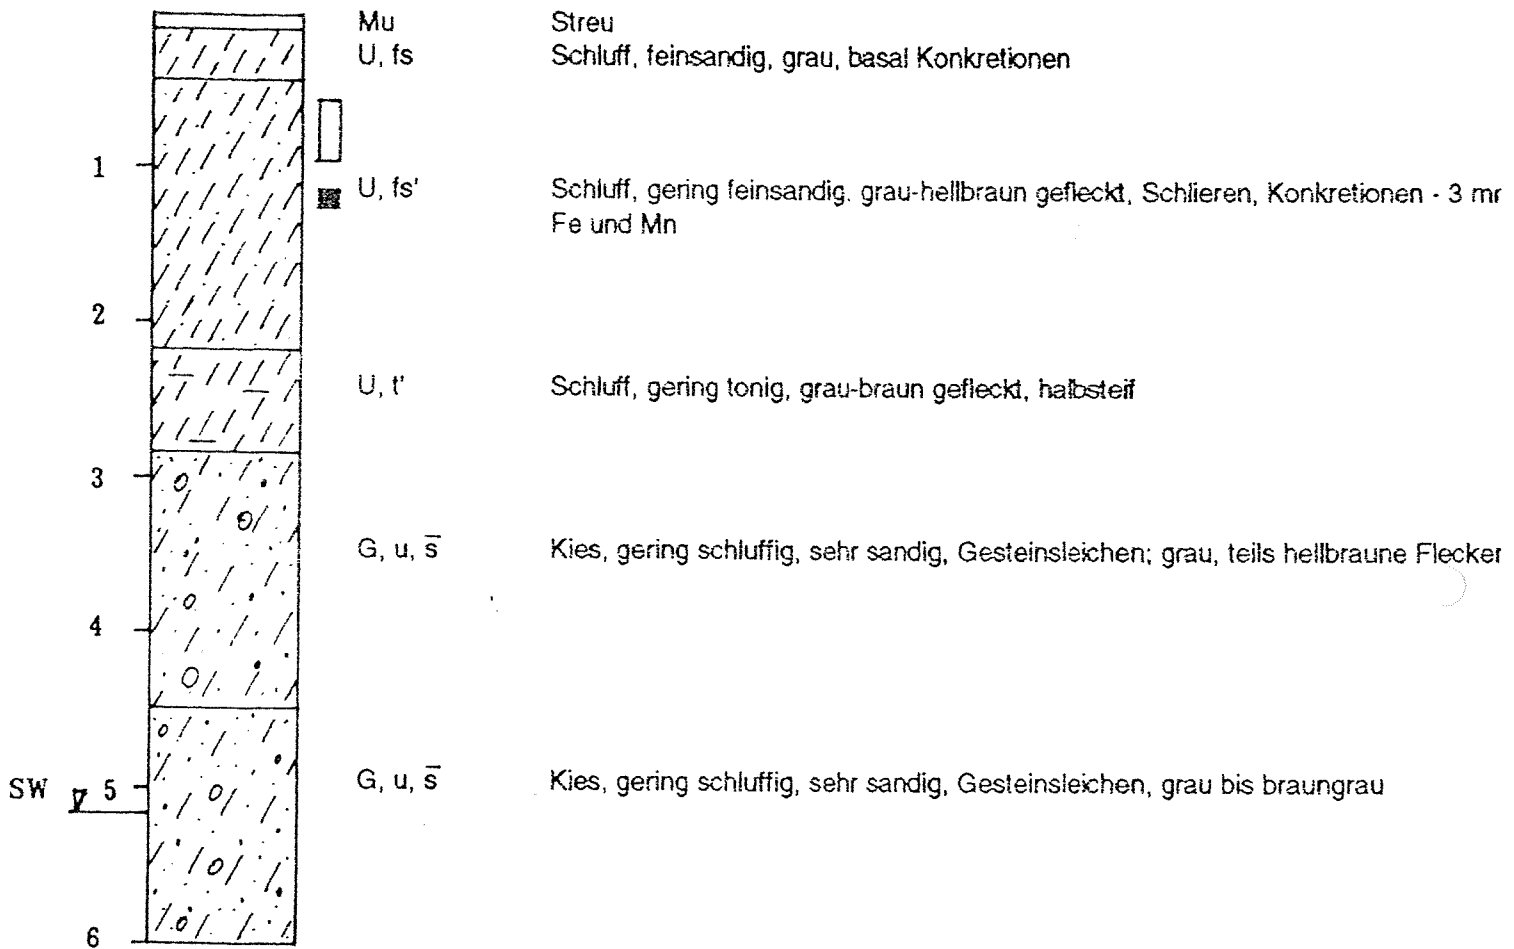 Mu Streu
U, fs Schluff, feinsandig, grau, basal Konkretionen
1
U, fs' Schluff, gering feinsandig. grau-hellbraun gefleckt, Schlieren, Konkretionen - 3 mr
Fe und Mn
2
U, t' Schluff, gering tonig, grau-braun gefleckt, halbsteif
3
G, u, s̅ Kies, gering schluffig, sehr sandig, Gesteinsleichen; grau, teils hellbraune Flecker
4
SW 5 G, u, s̅ Kies, gering schluffig, sehr sandig, Gesteinsleichen, grau bis braungrau
6